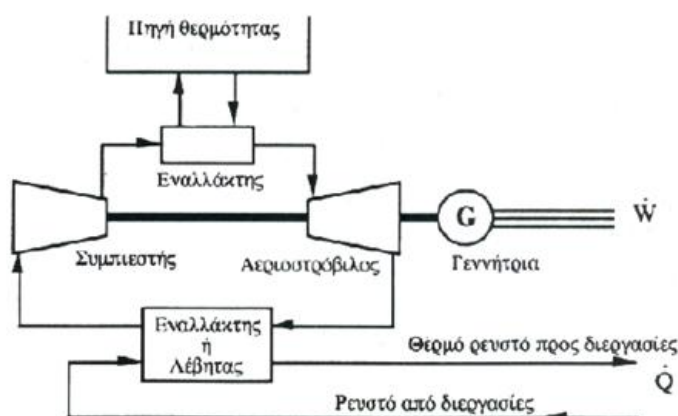 Πηγή θερμότητας
Εναλλάκτης
G
Ẇ
Συμπιεστής
Αεριοστρόβιλος
Γεννήτρια
Εναλλάκτης
ή
Λέβητας
Θερμό ρευστό προς διεργασίες
Q̇
Ρευστό από διεργασίες